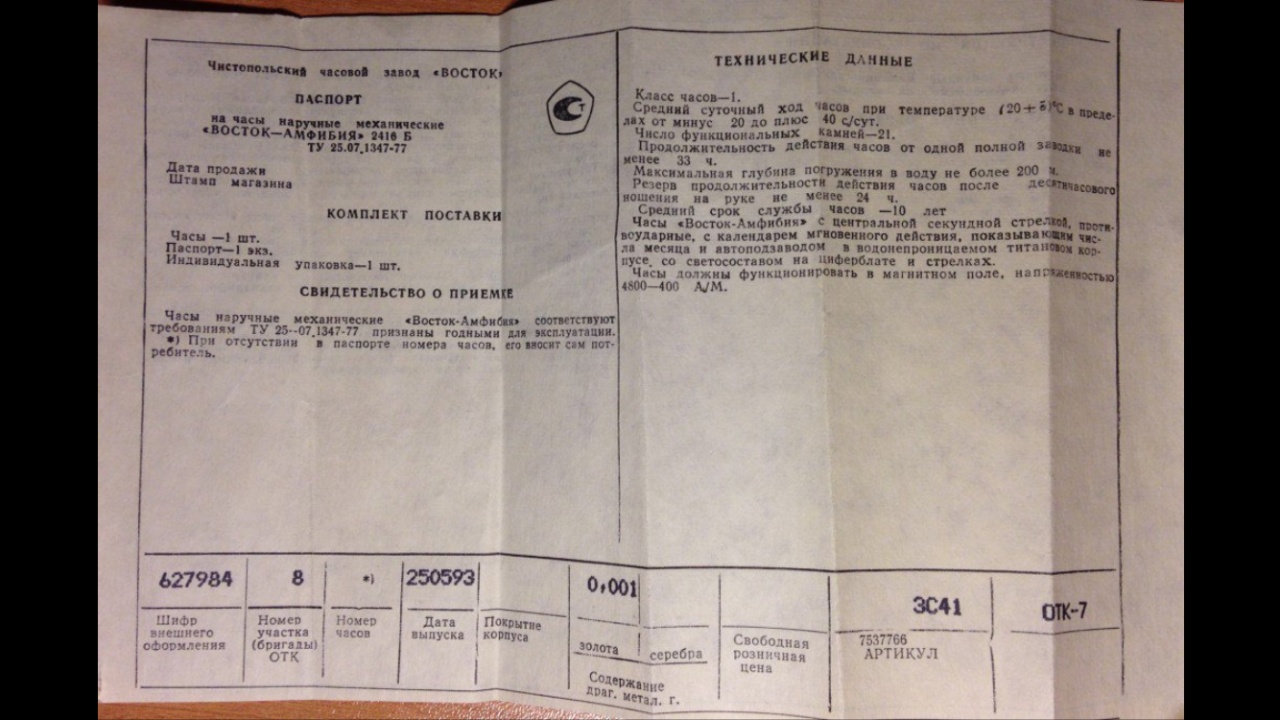 Чистопольский часовой завод «ВОСТОК»
ПАСПОРТ
на часы наручные механические
«ВОСТОК—АМФИБИЯ» 2416 Б
ТУ 25.07.1347-77
Дата продажи
Штамп магазина
КОМПЛЕКТ ПОСТАВКИ
Часы —1 шт.
Паспорт—1 экз.
Индивидуальная упаковка—1 шт.
СВИДЕТЕЛЬСТВО О ПРИЕМКЕ
Часы наручные механические «Восток-Амфибия» соответствуют
требованиям ТУ 25--07.1347-77 признаны годными для эксплуатации.
*) При отсутствии в паспорте номера часов, его вносит сам пот-
ребитель.
ТЕХНИЧЕСКИЕ ДАННЫЕ
Класс часов—1.
Средний суточный ход часов при температуре (20+5)°С в преде-
лах от минус 20 до плюс 40 с/сут.
Число функциональных камней—21.
Продолжительность действия часов от одной полной заводки не
менее 33 ч.
Максимальная глубина погружения в воду не более 200 м.
Резерв продолжительности действия часов после десятичасового
ношения на руке не менее 24 ч.
Средний срок службы часов —10 лет
Часы «Восток-Амфибия» с центральной секундной стрелкой, проти-
воударные, с календарем мгновенного действия, показывающим чис-
ла месяца и автоподзаводом в водонепроницаемом титановом кор-
пусе, со светосоставом на циферблате и стрелках.
Часы должны функционировать в магнитном поле, напряженностью
4800—400 А/М.
627984 8 *) 250593 0,001 3С41 ОТК-7
Шифр внешнего оформления
Номер участка (бригады) ОТК
Номер часов
Дата выпуска
Покрытие корпуса
золота серебра
Содержание драг. метал. г.
Свободная розничная цена
7537766
АРТИКУЛ